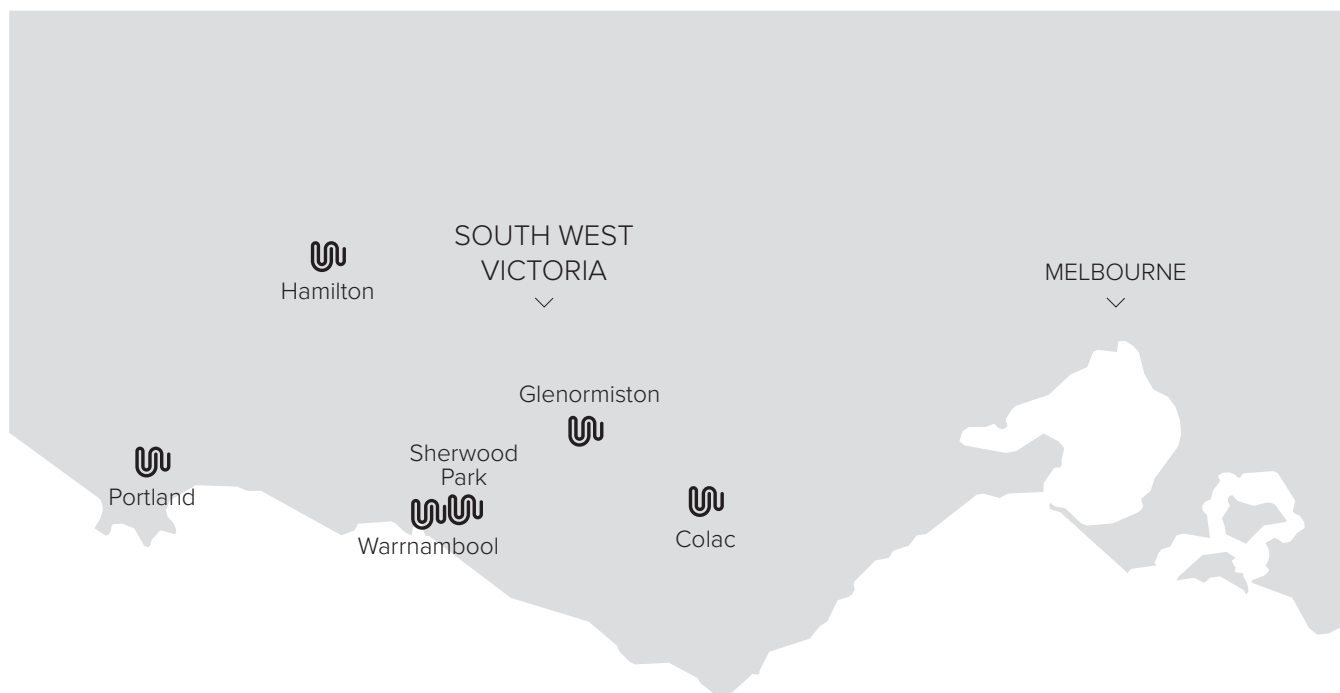 SOUTH WEST
VICTORIA
MELBOURNE
Hamilton
Glenormiston
Sherwood
Park
Portland
Colac
Warrnambool